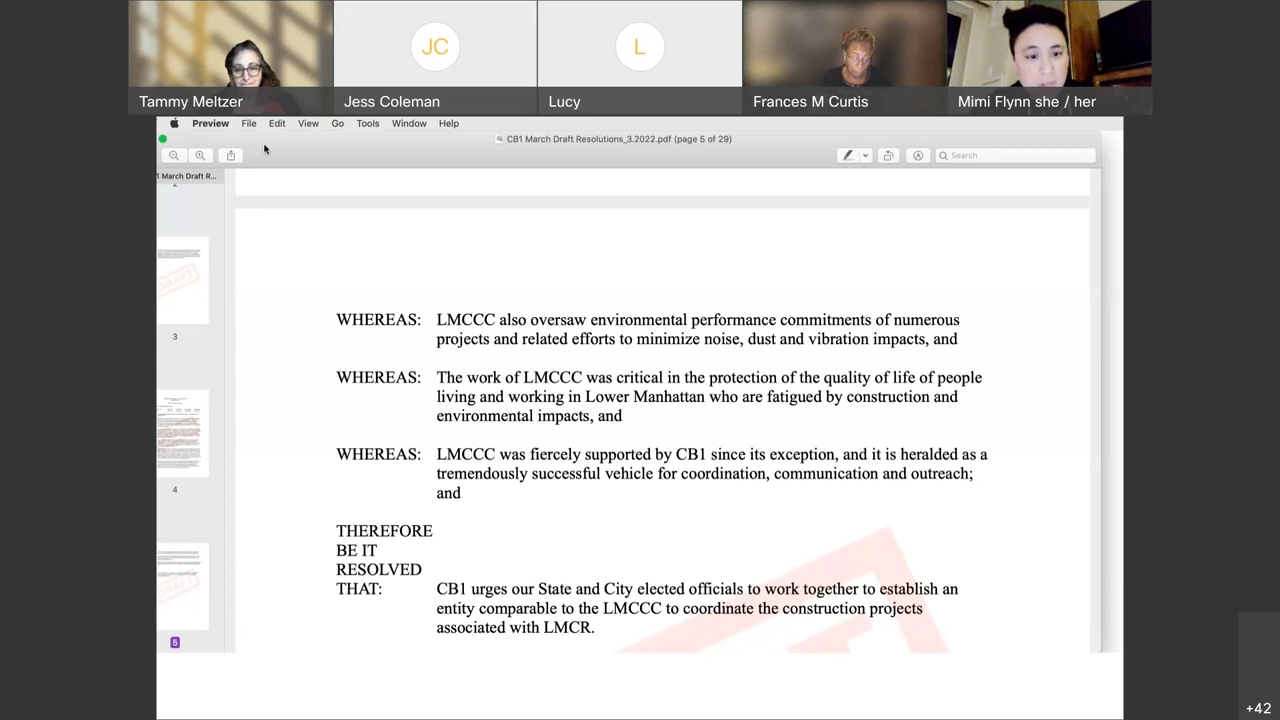 Tammy Meltzer
JC
Jess Coleman
L
Lucy
Frances M Curtis
Mimi Flynn she / her
Preview File Edit View Go Tools Window Help
CB1 March Draft Resolutions_3.2022.pdf (page 5 of 29)
Search
1 March Draft R...
DRAFT
3
4
5
WHEREAS: LMCCC also oversaw environmental performance commitments of numerous
projects and related efforts to minimize noise, dust and vibration impacts, and
WHEREAS: The work of LMCCC was critical in the protection of the quality of life of people
living and working in Lower Manhattan who are fatigued by construction and
environmental impacts, and
WHEREAS: LMCCC was fiercely supported by CB1 since its exception, and it is heralded as a
tremendously successful vehicle for coordination, communication and outreach;
and
THEREFORE
BE IT
RESOLVED
THAT: CB1 urges our State and City elected officials to work together to establish an
entity comparable to the LMCCC to coordinate the construction projects
associated with LMCR.
+42